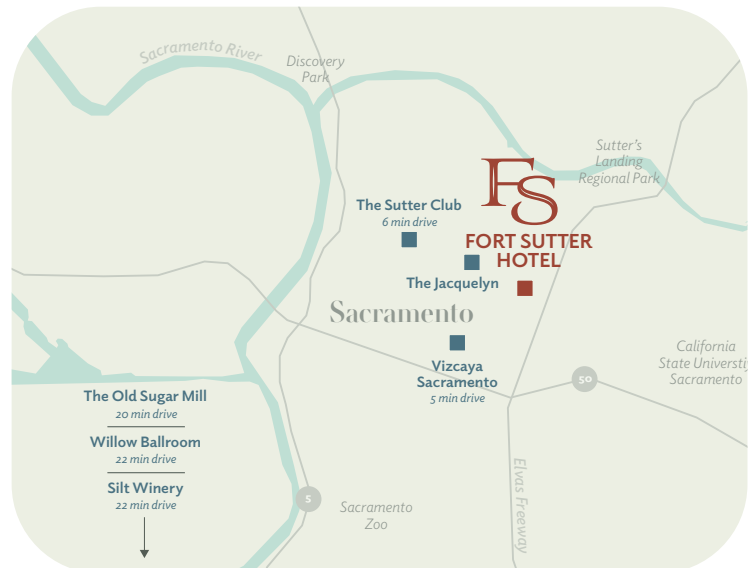 Sacramento River
Discovery
Park
Sutter's
Landing
Regional Park
FS
The Sutter Club
6 min drive
FORT SUTTER
HOTEL
The Jacquelyn
Sacramento
Vizcaya
Sacramento
5 min drive
California
State Universtiy
Sacramento
50
The Old Sugar Mill
20 min drive
Willow Ballroom
22 min drive
Silt Winery
22 min drive
5
Sacramento
Zoo
Elvas Freeway